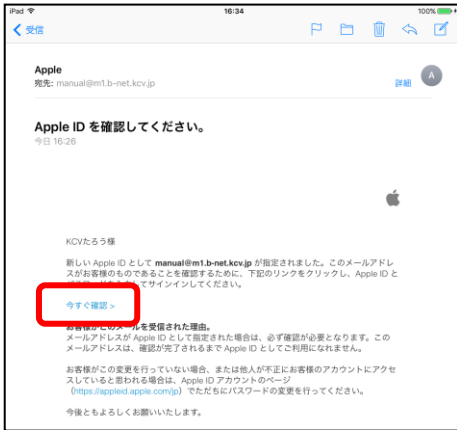 iPad 16:34 100%
受信
Apple
宛先: manual@m1.b-net.kcv.jp 詳細 A
Apple ID を確認してください。
今日 16:26
KCVたろう様
新しい Apple ID として manual@m1.b-net.kcv.jp が指定されました。このメールアドレ
スがお客様のものであることを確認するために、下記のリンクをクリックし、Apple ID と
てサインインしてください。
今すぐ確認 >
お客様がこのメールを受信された理由。
メールアドレスが Apple ID として指定された場合は、必ず確認が必要となります。この
メールアドレスは、確認が完了されるまで Apple ID としてご利用になれません。
お客様がこの変更を行っていない場合、または他人が不正にお客様のアカウントにアクセ
スしていると思われる場合は、Apple ID アカウントのページ
(https://appleid.apple.com/jp) でただちにパスワードの変更を行ってください。
今後ともよろしくお願いいたします。